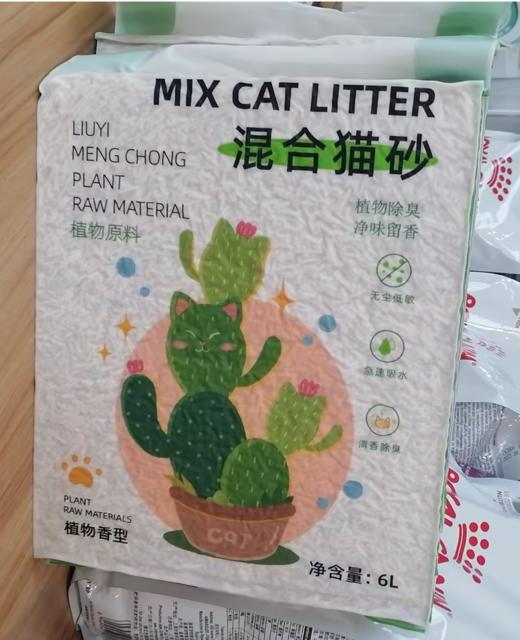 MIX CAT LITTER
混合猫砂
LIUYI
MENG CHONG
PLANT
RAW MATERIAL
植物原料
植物除臭
净味留香
无尘低敏
急速吸水
清香除臭
PLANT
RAW MATERIALS
植物香型
cat
净含量：6L